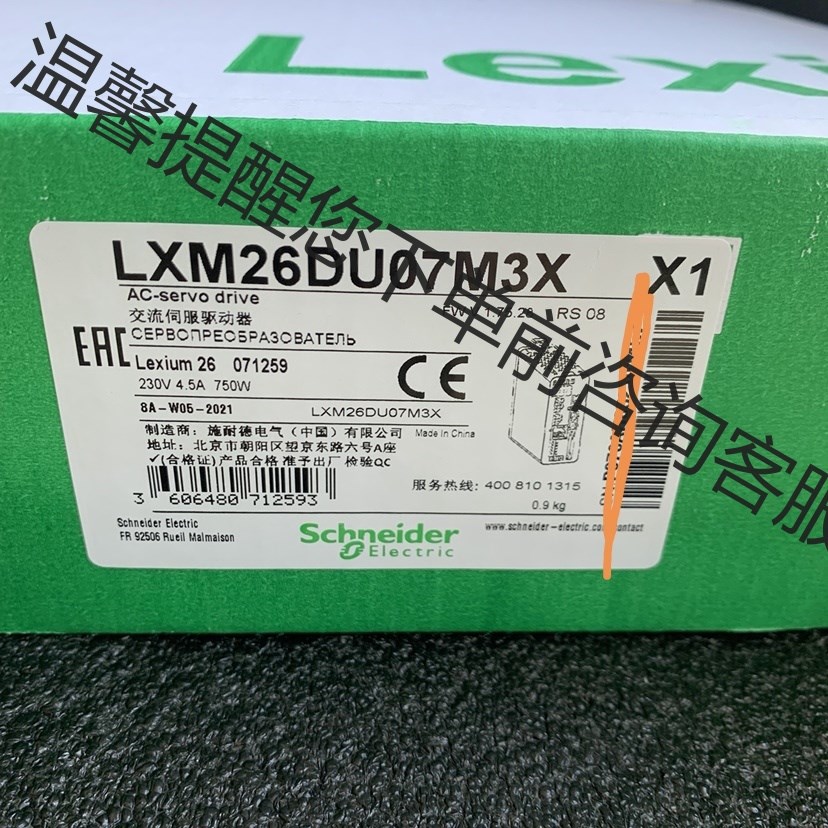 Lexi
温馨提醒您下单前咨询客服
LXM26DU07M3X X1
AC-servo drive
交流伺服驱动器
RS 08
СЕРВОПРЕОБРАЗОВАТЕЛЬ
EAC
Lexium 26 071259
230V 4.5A 750W
CE
8A-W05-2021
LXM26DU07M3X
制造商: 施耐德电气 (中国) 有限公司
Made in China
地址: 北京市朝阳区望京东路六号A座
✓(合格证)产品合格 准予出厂 检验QC
服务热线: 400 810 1315
3 606480 712593
0.9 kg
Schneider Electric
FR 92506 Rueil Malmaison
Schneider Electric
www.schneider-electric.com/contact